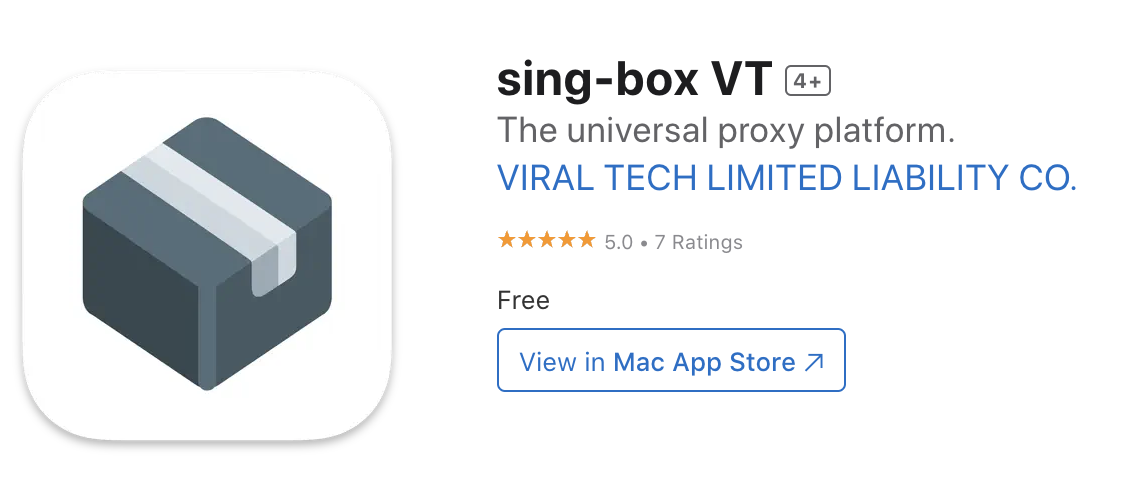 sing-box VT 4+
The universal proxy platform.
VIRAL TECH LIMITED LIABILITY CO.
★★★★★ 5.0 • 7 Ratings
Free
View in Mac App Store ↗